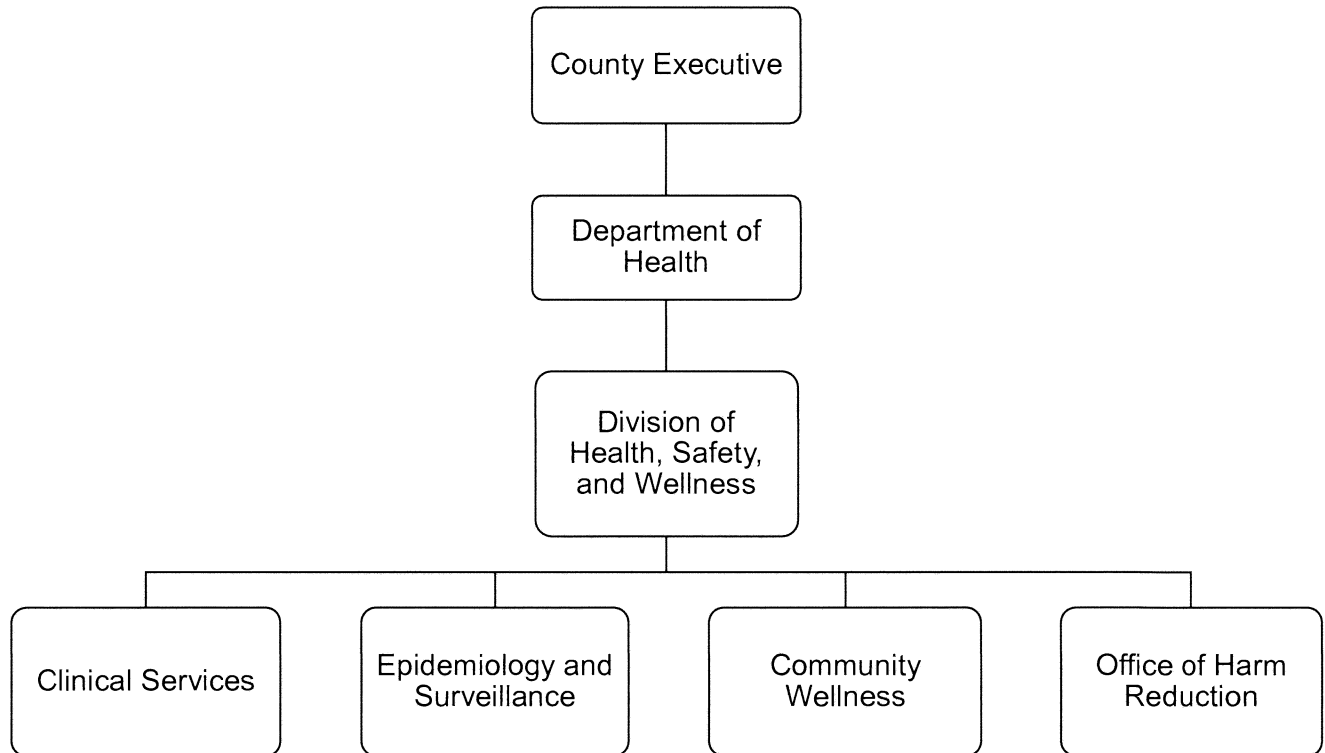 County Executive
Department of
Health
Division of
Health, Safety,
and Wellness
Clinical Services
Epidemiology and
Surveillance
Community
Wellness
Office of Harm
Reduction